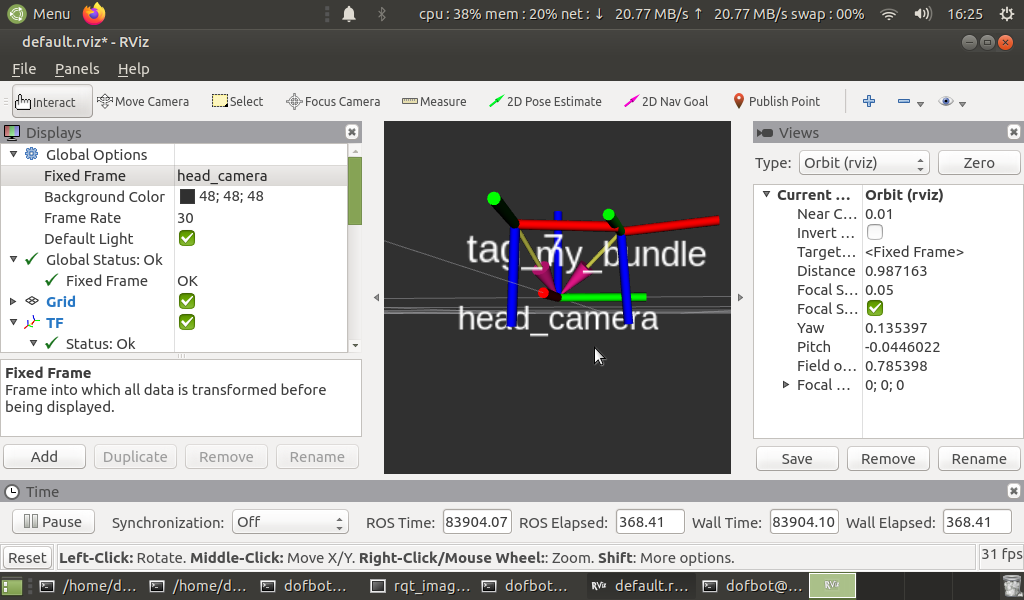 Menu cpu : 38% mem : 20% net : ↓ 20.77 MB/s ↑ 20.77 MB/s swap : 00% 16:25
default.rviz* - RViz
File Panels Help
Interact Move Camera Select Focus Camera Measure 2D Pose Estimate 2D Nav Goal Publish Point
Displays
Global Options
Fixed Frame head_camera
Background Color 48; 48; 48
Frame Rate 30
Default Light
Global Status: Ok
Fixed Frame OK
Grid
TF
Status: Ok
Fixed Frame
Frame into which all data is transformed before
being displayed.
Add Duplicate Remove Rename
tag_7
my_bundle
head_camera
Views
Type: Orbit (rviz) Zero
Current ... Orbit (rviz)
Near C... 0.01
Invert ...
Target... <Fixed Frame>
Distance 0.987163
Focal S... 0.05
Focal S...
Yaw 0.135397
Pitch -0.0446022
Field o... 0.785398
Focal ... 0; 0; 0
Save Remove Rename
Time
Pause Synchronization: Off ROS Time: 83904.07 ROS Elapsed: 368.41 Wall Time: 83904.10 Wall Elapsed: 368.41
Reset Left-Click: Rotate. Middle-Click: Move X/Y. Right-Click/Mouse Wheel:: Zoom. Shift: More options. 31 fps
/home/d... /home/d... dofbot... rqt_imag... dofbot... RViz default.r... dofbot@... RViz